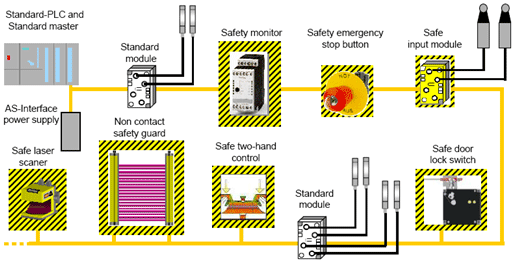 Standard-PLC and
Standard master
Standard
module
Safety monitor
Safety emergency
stop button
Safe
input module
AS-Interface
power supply
Safe laser
scaner
Non contact
safety guard
Safe two-hand
control
Standard
module
Safe door
lock switch